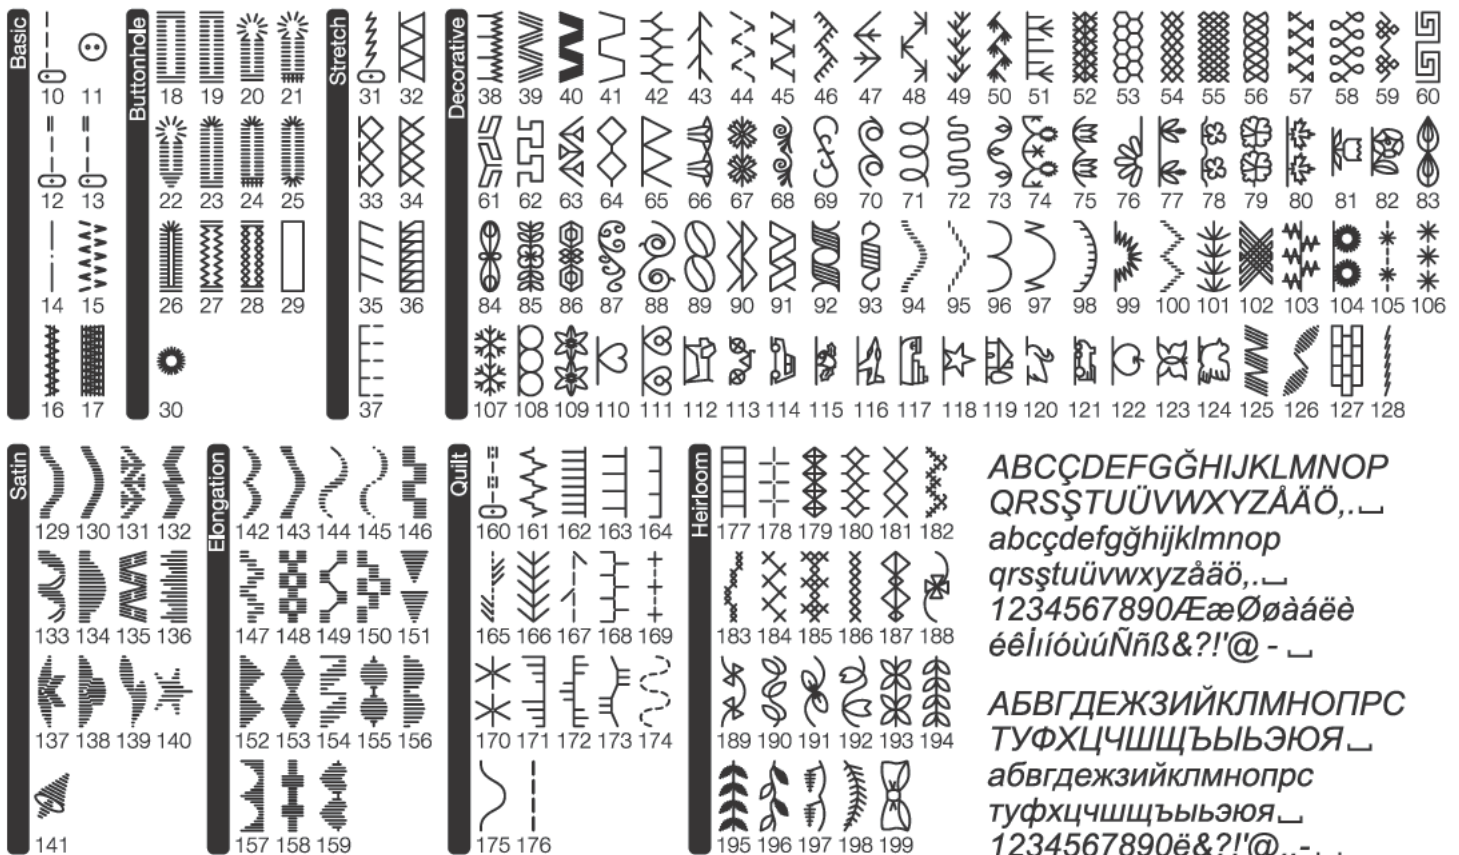 Basic
10 11
12 13
14 15
16 17
Buttonhole
18 19 20 21
22 23 24 25
26 27 28 29
30
Stretch
31 32
33 34
35 36
37
Decorative
38 39 40 41 42 43 44 45 46 47 48 49 50 51 52 53 54 55 56 57 58 59 60
61 62 63 64 65 66 67 68 69 70 71 72 73 74 75 76 77 78 79 80 81 82 83
84 85 86 87 88 89 90 91 92 93 94 95 96 97 98 99 100 101 102 103 104 105 106
107 108 109 110 111 112 113 114 115 116 117 118 119 120 121 122 123 124 125 126 127 128
Satin
129 130 131 132
133 134 135 136
137 138 139 140
141
Elongation
142 143 144 145 146
147 148 149 150 151
152 153 154 155 156
157 158 159
Quilt
160 161 162 163 164
165 166 167 168 169
170 171 172 173 174
175 176
Heirloom
177 178 179 180 181 182
183 184 185 186 187 188
189 190 191 192 193 194
195 196 197 198 199
ABCÇDEFGĞHIJKLMNOP
QRSŞTUÜVWXYZÅÄÖ,.⎵
abcçdefgğhijklmnop
qrsştuüvwxyzåäö,.⎵
1234567890ÆæØøàáëè
éêİıíóùúÑñß&?!'@ - ⎵
АБВГДЕЖЗИЙКЛМНОПРС
ТУФХЦЧШЩЪЫЬЭЮЯ⎵
абвгдежзийклмнопрс
туфхцчшщъыьэюя⎵
1234567890ё&?!'@,.-⎵